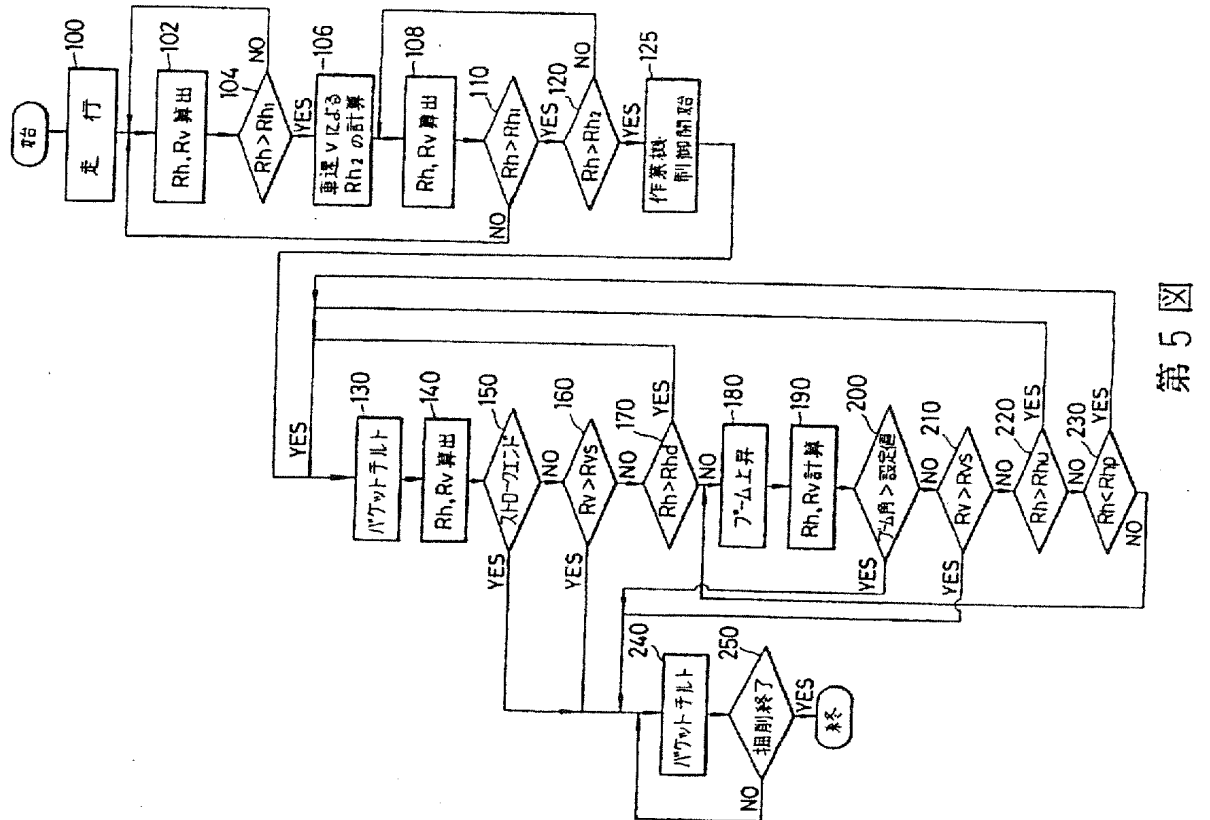 始
100
走行
102
Rh,Rv 算出
104
Rh>Rh1
NO
YES
106
車速Vによる
Rh2の計算
108
Rh,Rv 算出
110
Rh>Rh1
NO
YES
120
Rh>Rh2
NO
YES
125
作業機
制御開始
YES
130
バケットチルト
140
Rh,Rv 算出
150
ストロークエンド
YES
NO
160
Rv>Rvs
YES
NO
170
Rh>Rhd
YES
NO
180
ブーム上昇
190
Rh,Rv 計算
200
ブーム角>設定値
YES
NO
210
Rv>Rvs
YES
NO
220
Rh>Rhu
YES
NO
230
Rh<Rhp
YES
NO
240
バケットチルト
250
掘削終了
NO
YES
終
第5図